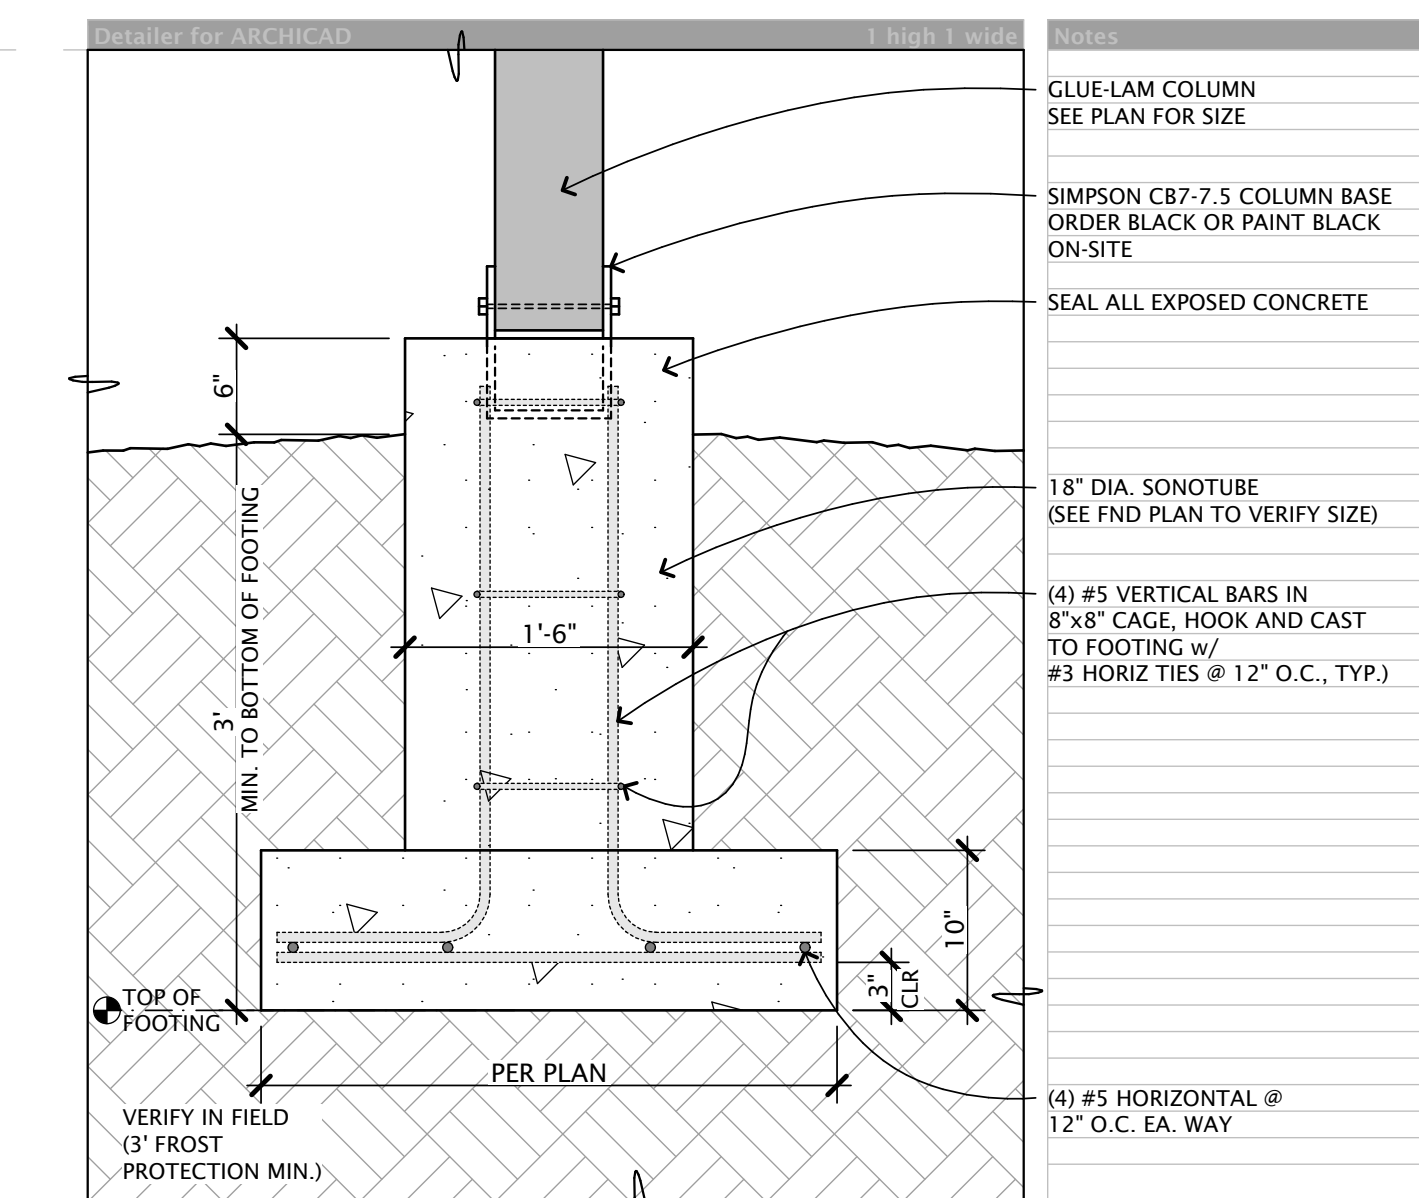 Detailer for ARCHICAD
1 high 1 wide
Notes
GLUE-LAM COLUMN
SEE PLAN FOR SIZE
SIMPSON CB7-7.5 COLUMN BASE
ORDER BLACK OR PAINT BLACK
ON-SITE
SEAL ALL EXPOSED CONCRETE
6"
18" DIA. SONOTUBE
(SEE FND PLAN TO VERIFY SIZE)
3'
MIN. TO BOTTOM OF FOOTING
(4) #5 VERTICAL BARS IN
8"x8" CAGE, HOOK AND CAST
TO FOOTING w/
#3 HORIZ TIES @ 12" O.C., TYP.)
1'-6"
10"
3"
CLR
TOP OF
FOOTING
PER PLAN
(4) #5 HORIZONTAL @
12" O.C. EA. WAY
VERIFY IN FIELD
(3' FROST
PROTECTION MIN.)